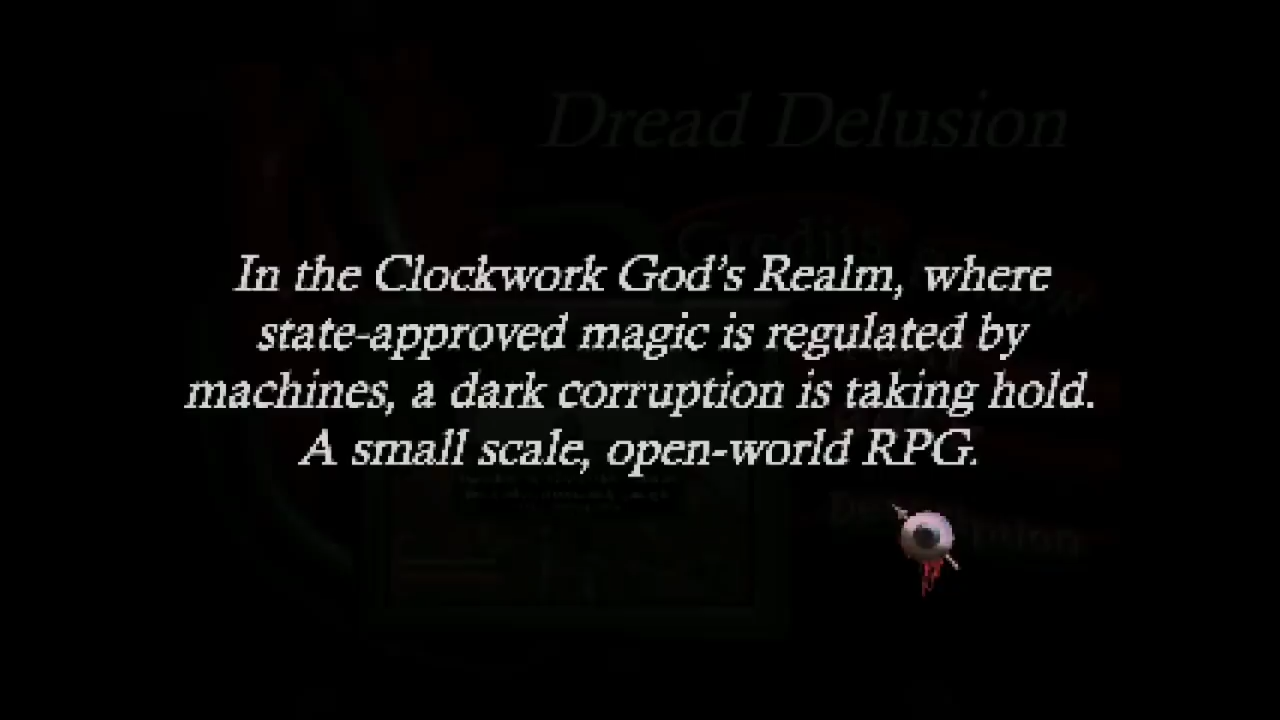 Dread Delusion
Credits
In the Clockwork God's Realm, where
state-approved magic is regulated by
machines, a dark corruption is taking hold.
A small scale, open-world RPG.